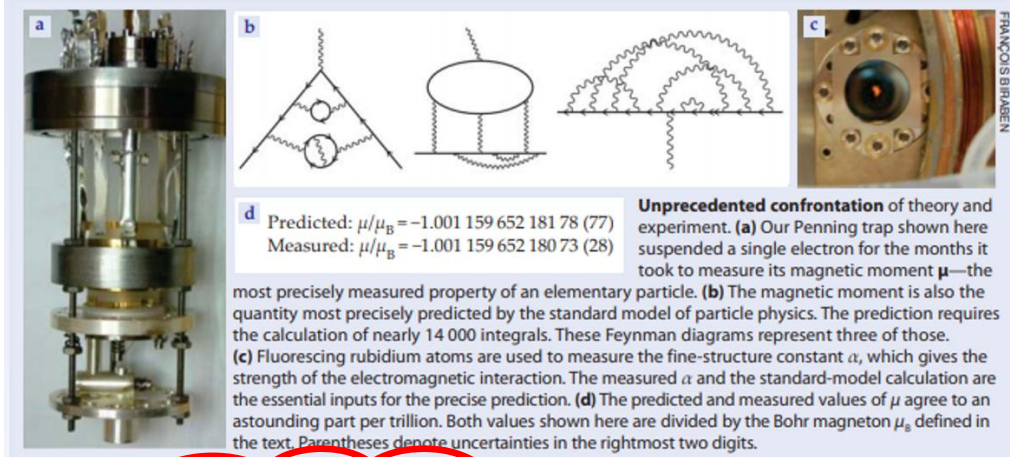 a
b
c
FRANÇOIS BIRABEN
d
Predicted: μ/μB = –1.001 159 652 181 78 (77)
Measured: μ/μB = –1.001 159 652 180 73 (28)
Unprecedented confrontation of theory and
experiment. (a) Our Penning trap shown here
suspended a single electron for the months it
took to measure its magnetic moment μ—the
most precisely measured property of an elementary particle. (b) The magnetic moment is also the
quantity most precisely predicted by the standard model of particle physics. The prediction requires
the calculation of nearly 14 000 integrals. These Feynman diagrams represent three of those.
(c) Fluorescing rubidium atoms are used to measure the fine-structure constant α, which gives the
strength of the electromagnetic interaction. The measured α and the standard-model calculation are
the essential inputs for the precise prediction. (d) The predicted and measured values of μ agree to an
astounding part per trillion. Both values shown here are divided by the Bohr magneton μB defined in
the text. Parentheses denote uncertainties in the rightmost two digits.